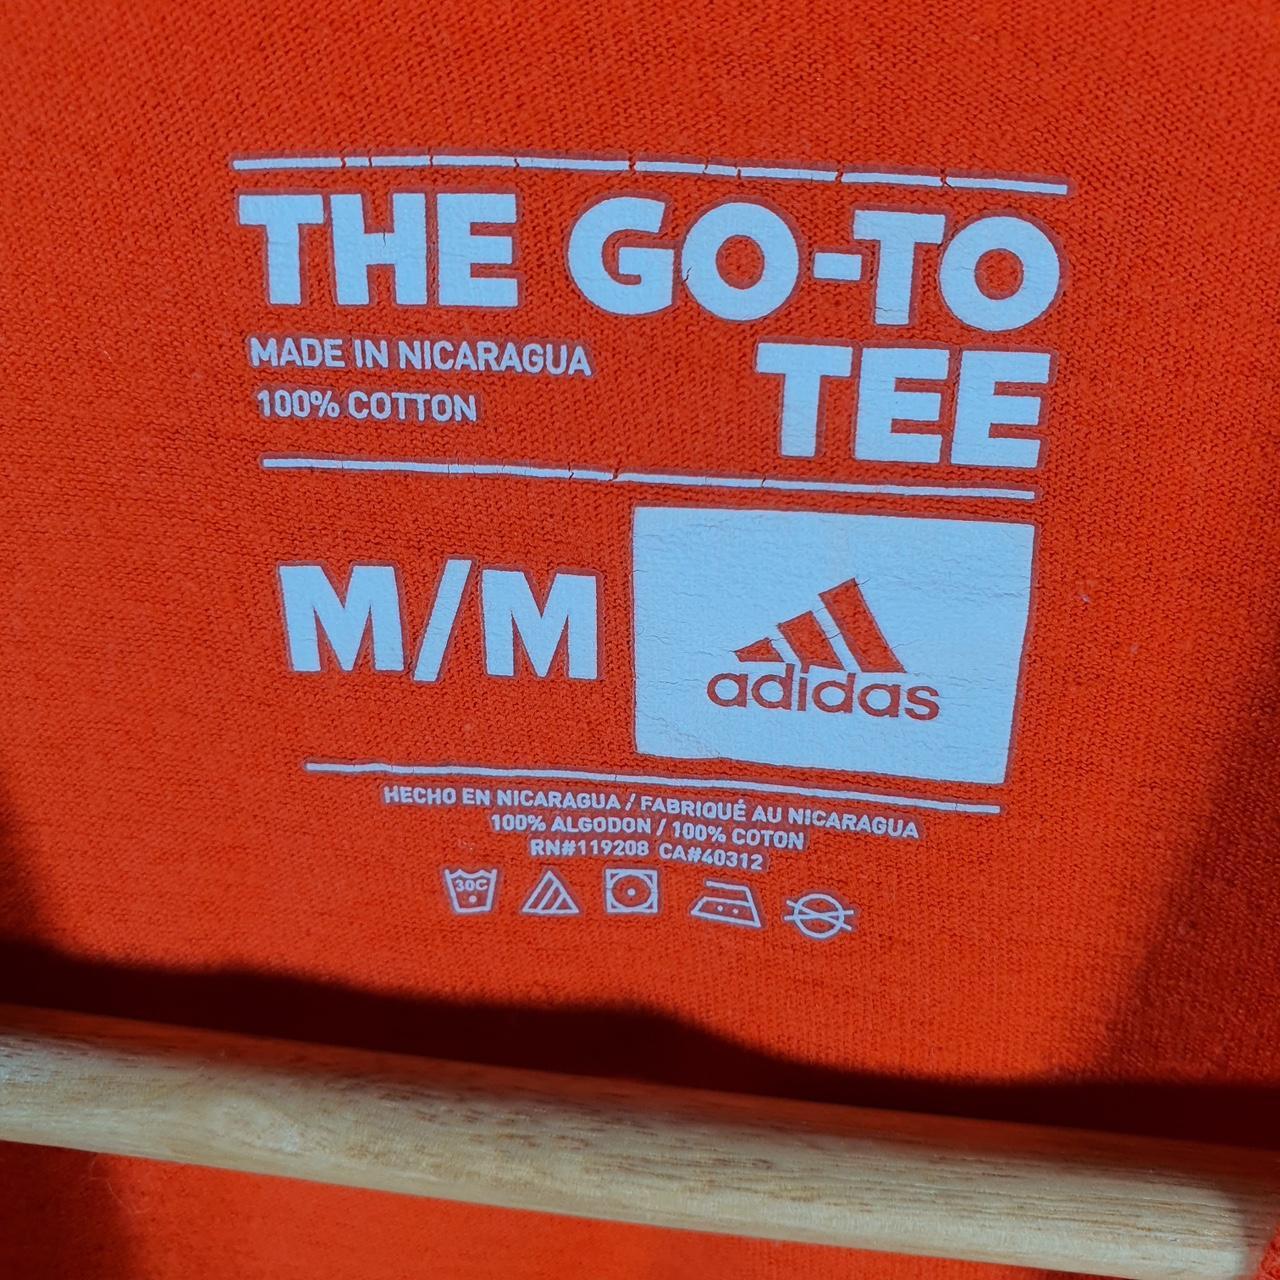 THE GO-TO
TEE
MADE IN NICARAGUA
100% COTTON
M/M
adidas
HECHO EN NICARAGUA / FABRIQUÉ AU NICARAGUA
100% ALGODON / 100% COTON
RN#119208 CA#40312
30C